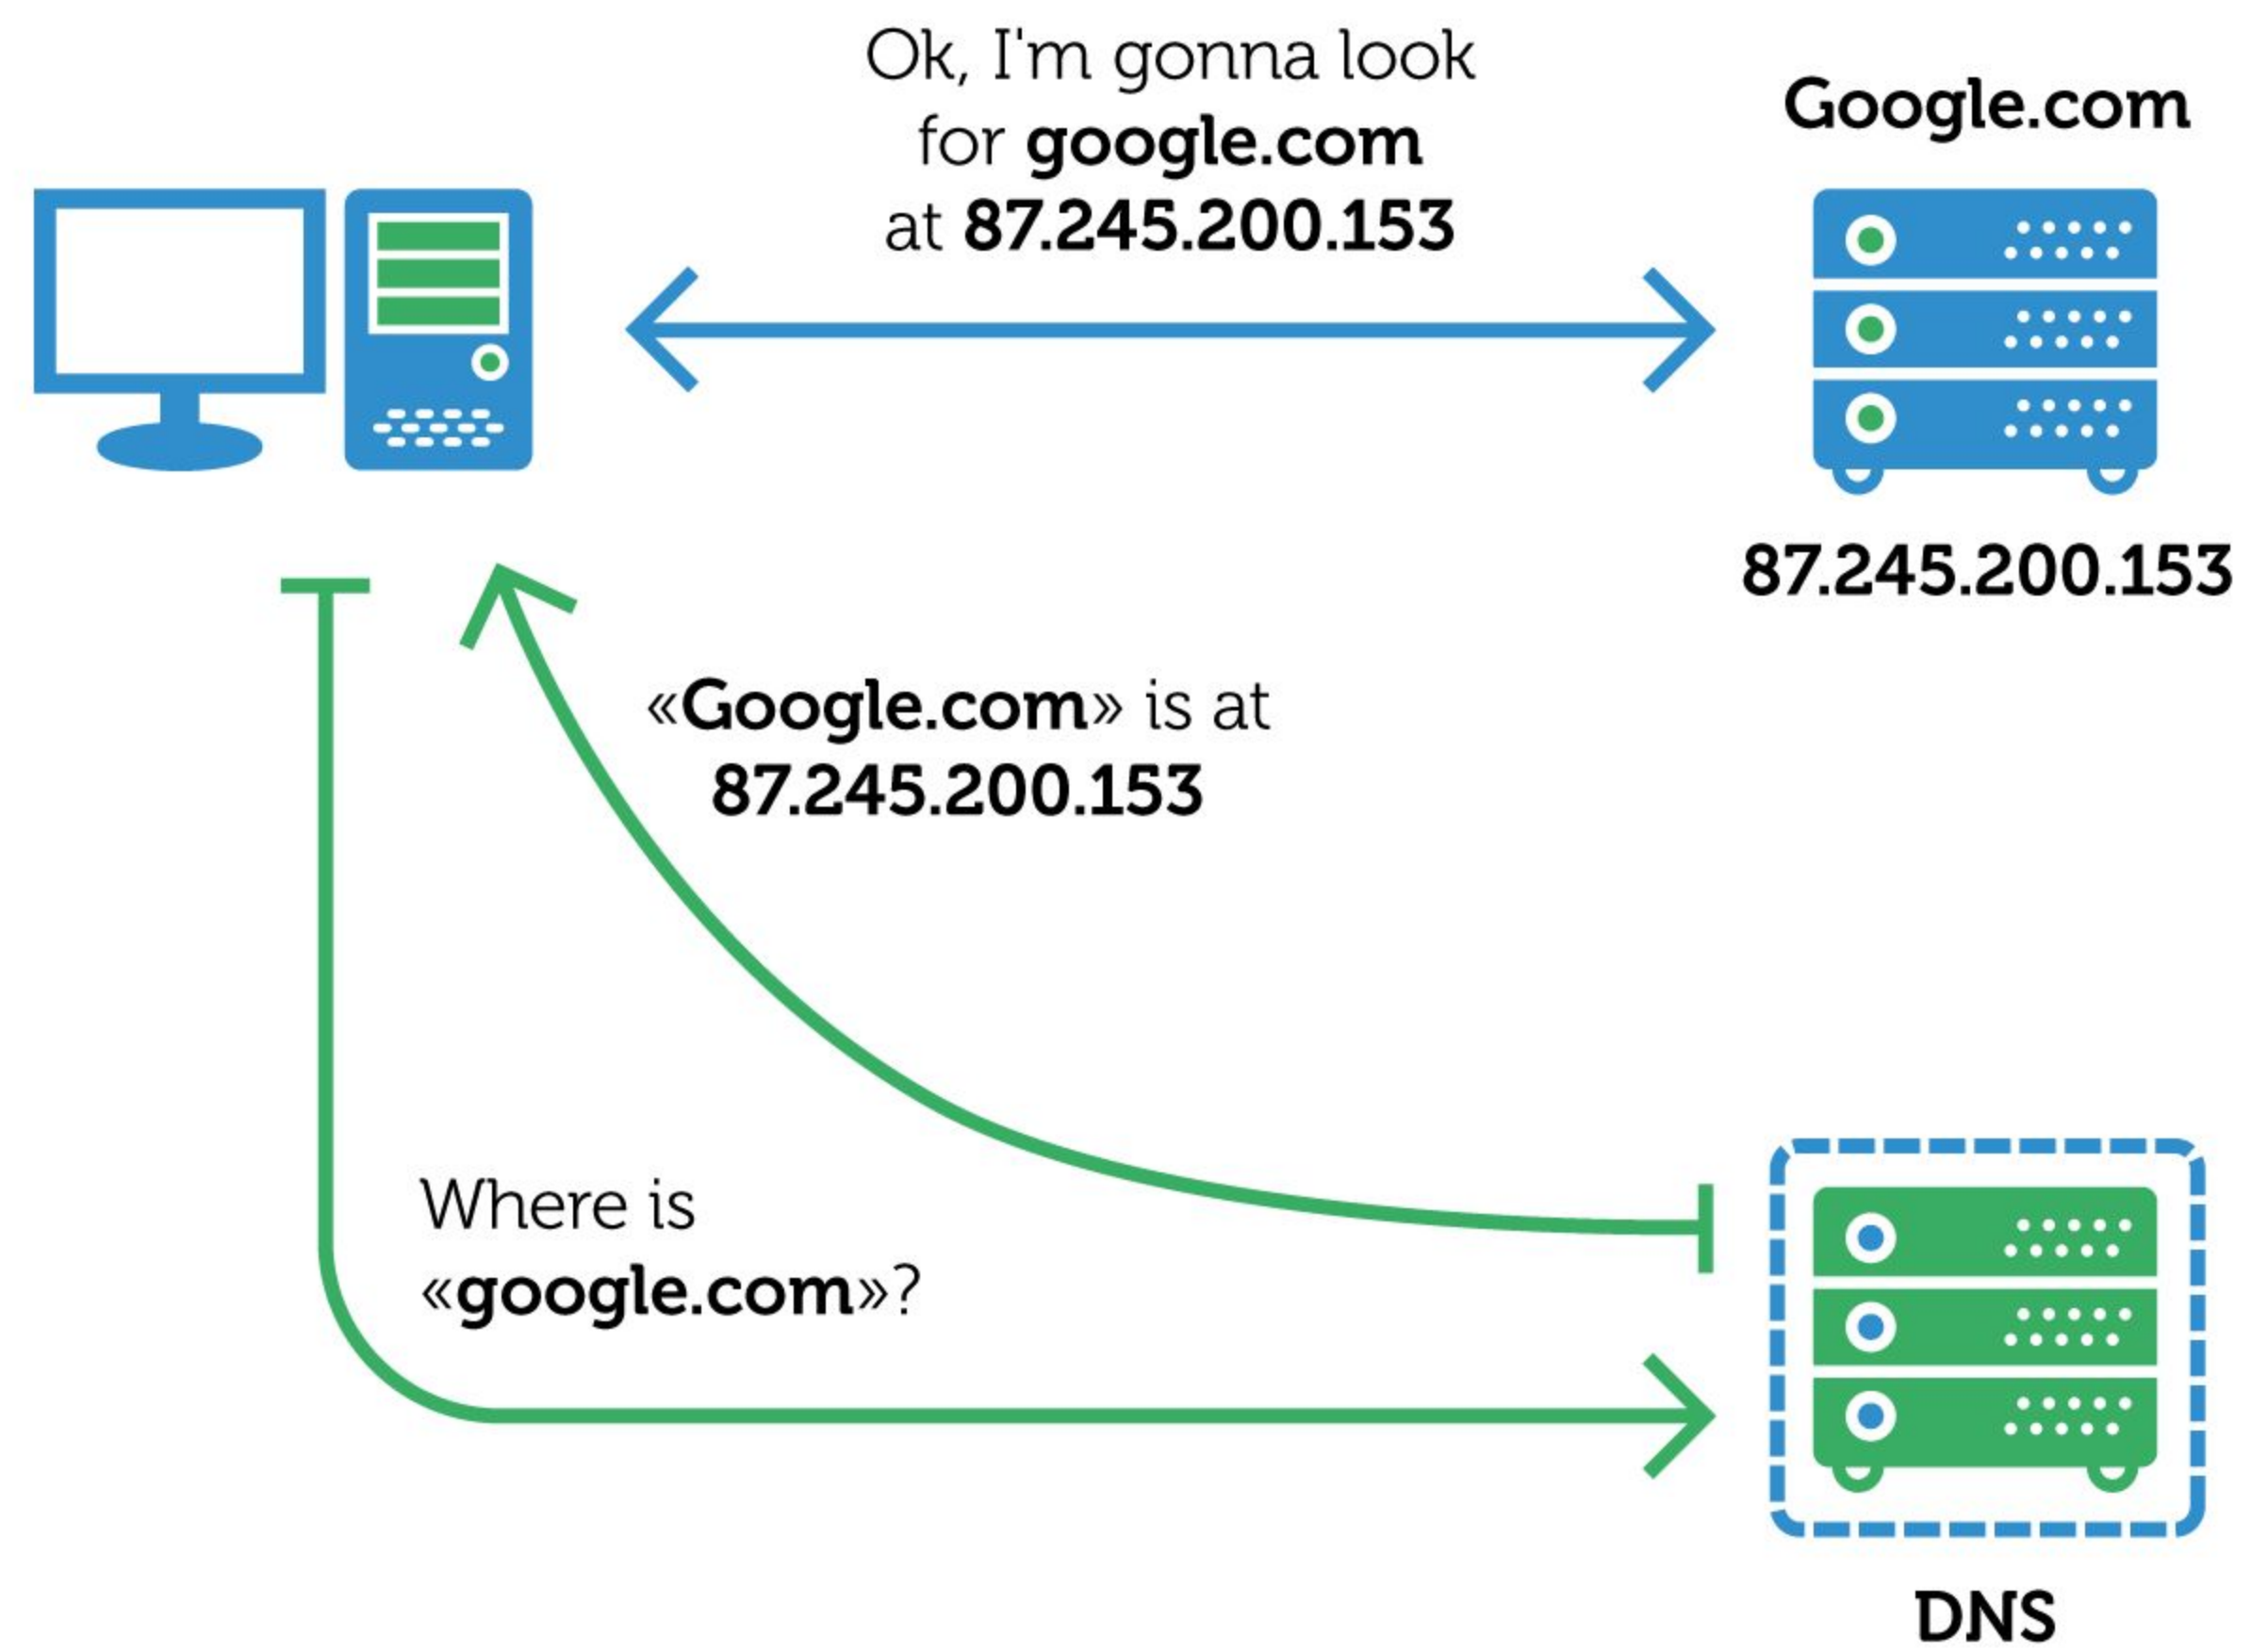 Ok, I'm gonna look
for google.com
at 87.245.200.153
Google.com
87.245.200.153
«Google.com» is at
87.245.200.153
Where is
«google.com»?
DNS